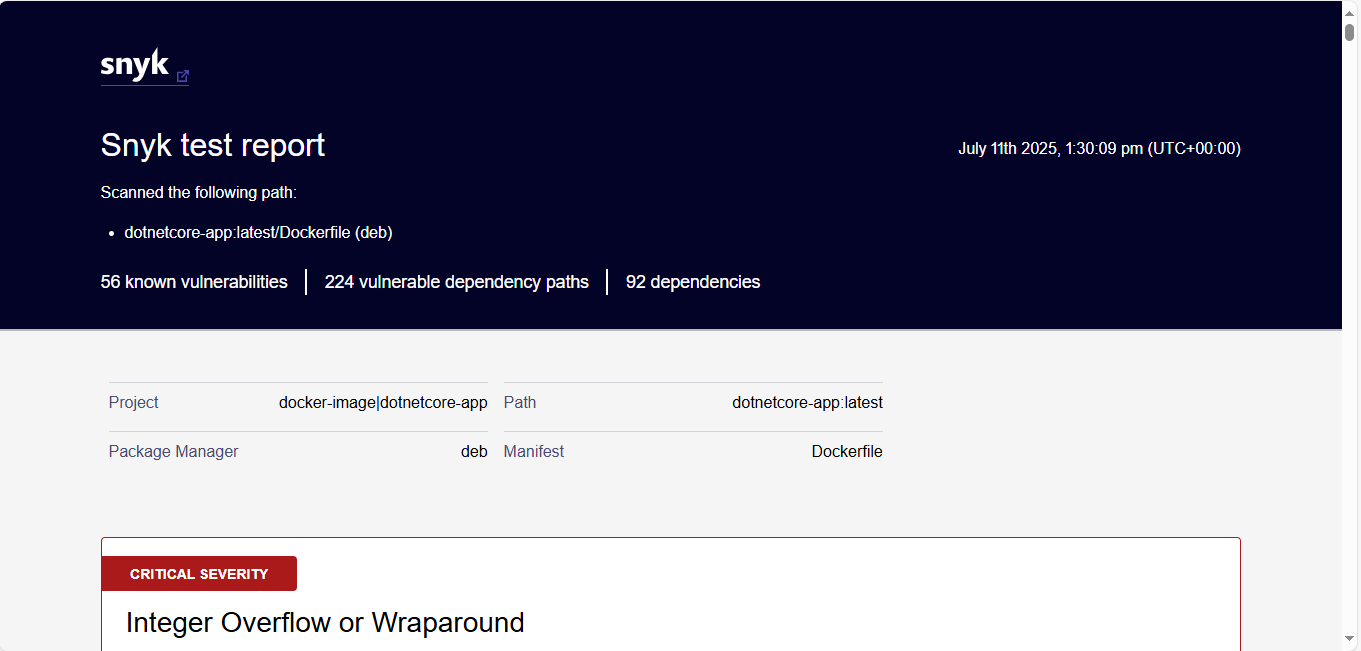 snyk
Snyk test report
July 11th 2025, 1:30:09 pm (UTC+00:00)
Scanned the following path:
• dotnetcore-app:latest/Dockerfile (deb)
56 known vulnerabilities
224 vulnerable dependency paths
92 dependencies
Project docker-image|dotnetcore-app
Path dotnetcore-app:latest
Package Manager deb
Manifest Dockerfile
CRITICAL SEVERITY
Integer Overflow or Wraparound